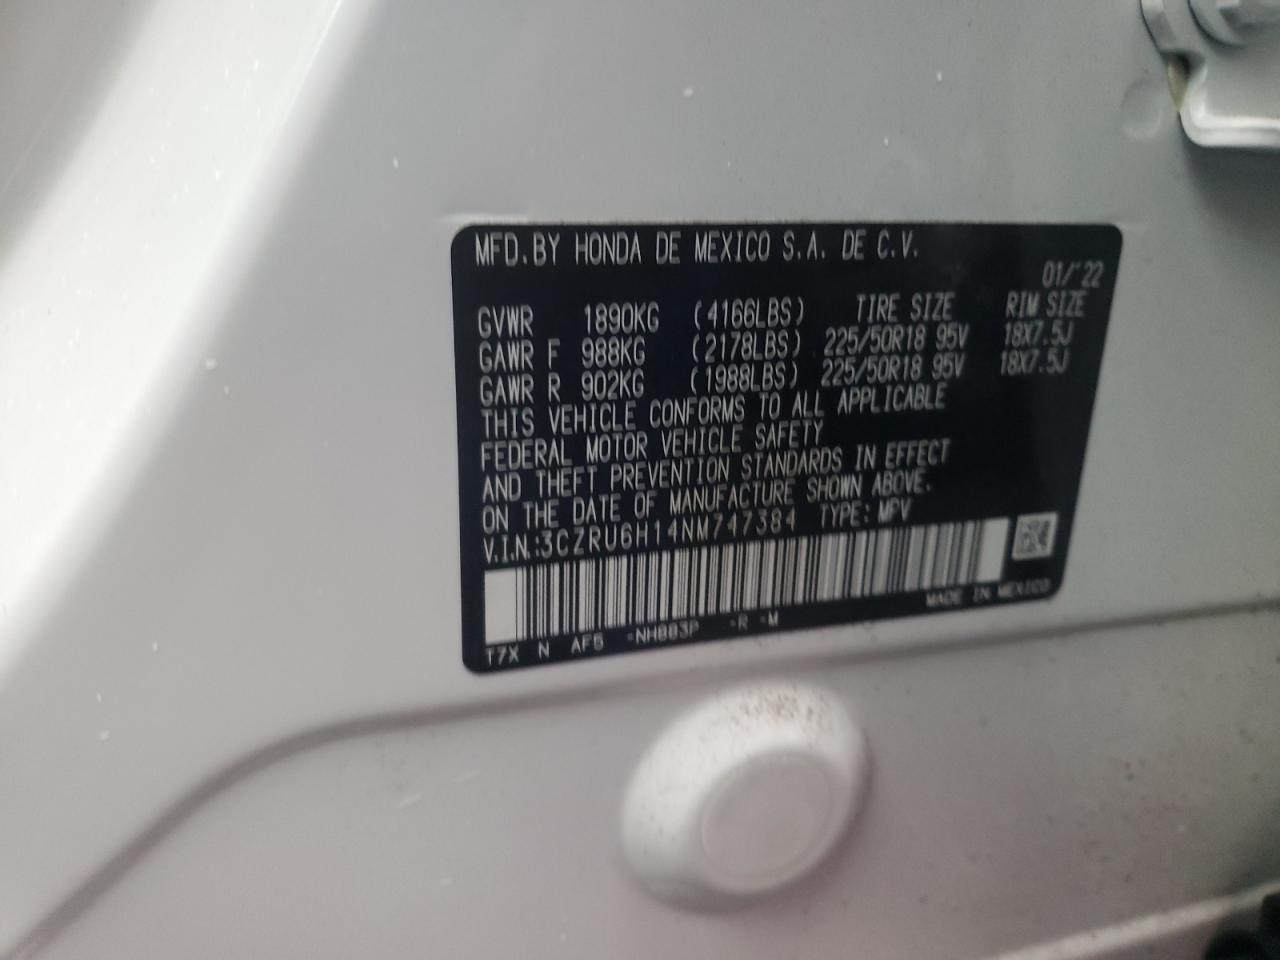 MFD.BY HONDA DE MEXICO S.A. DE C.V.
01/'22
GVWR 1890KG (4166LBS) TIRE SIZE RIM SIZE
GAWR F 988KG (2178LBS) 225/50R18 95V 18X7.5J
GAWR R 902KG (1988LBS) 225/50R18 95V 18X7.5J
THIS VEHICLE CONFORMS TO ALL APPLICABLE
FEDERAL MOTOR VEHICLE SAFETY
AND THEFT PREVENTION STANDARDS IN EFFECT
ON THE DATE OF MANUFACTURE SHOWN ABOVE.
V.I.N.:3CZRU6H14NM747384 TYPE: MPV
MADE IN MEXICO
T7X N AF5 -NH883P -R -M